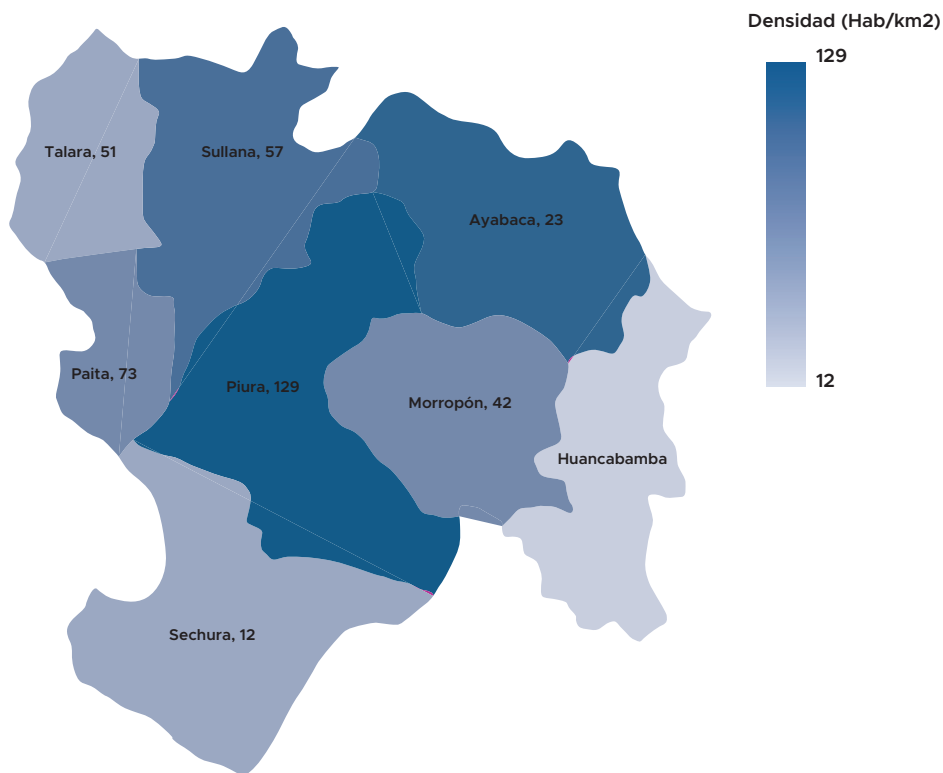 Densidad (Hab/km2)
129
12
Talara, 51
Sullana, 57
Ayabaca, 23
Paita, 73
Piura, 129
Morropón, 42
Huancabamba
Sechura, 12